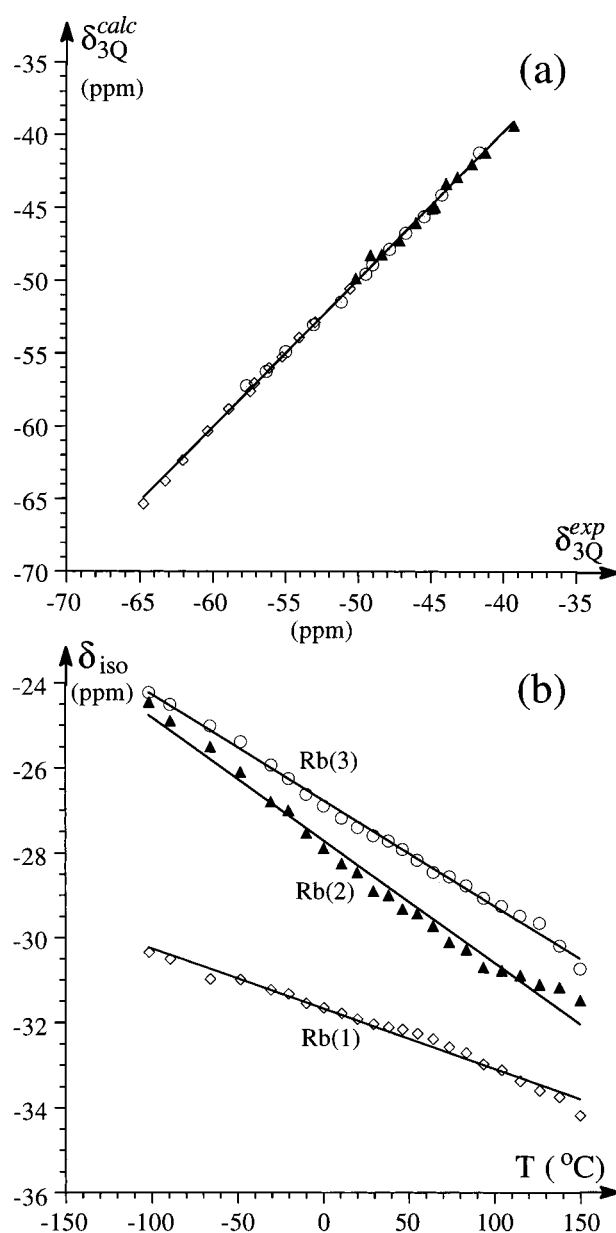 δ3Q^calc
(ppm)
(a)
-35
-40
-45
-50
-55
-60
-65
-70
δ3Q^exp
-70 -65 -60 -55 -50 -45 -40 -35
(ppm)
δiso
(ppm)
(b)
-24
-26
-28
-30
-32
-34
-36
Rb(3)
Rb(2)
Rb(1)
T (°C)
-150 -100 -50 0 50 100 150